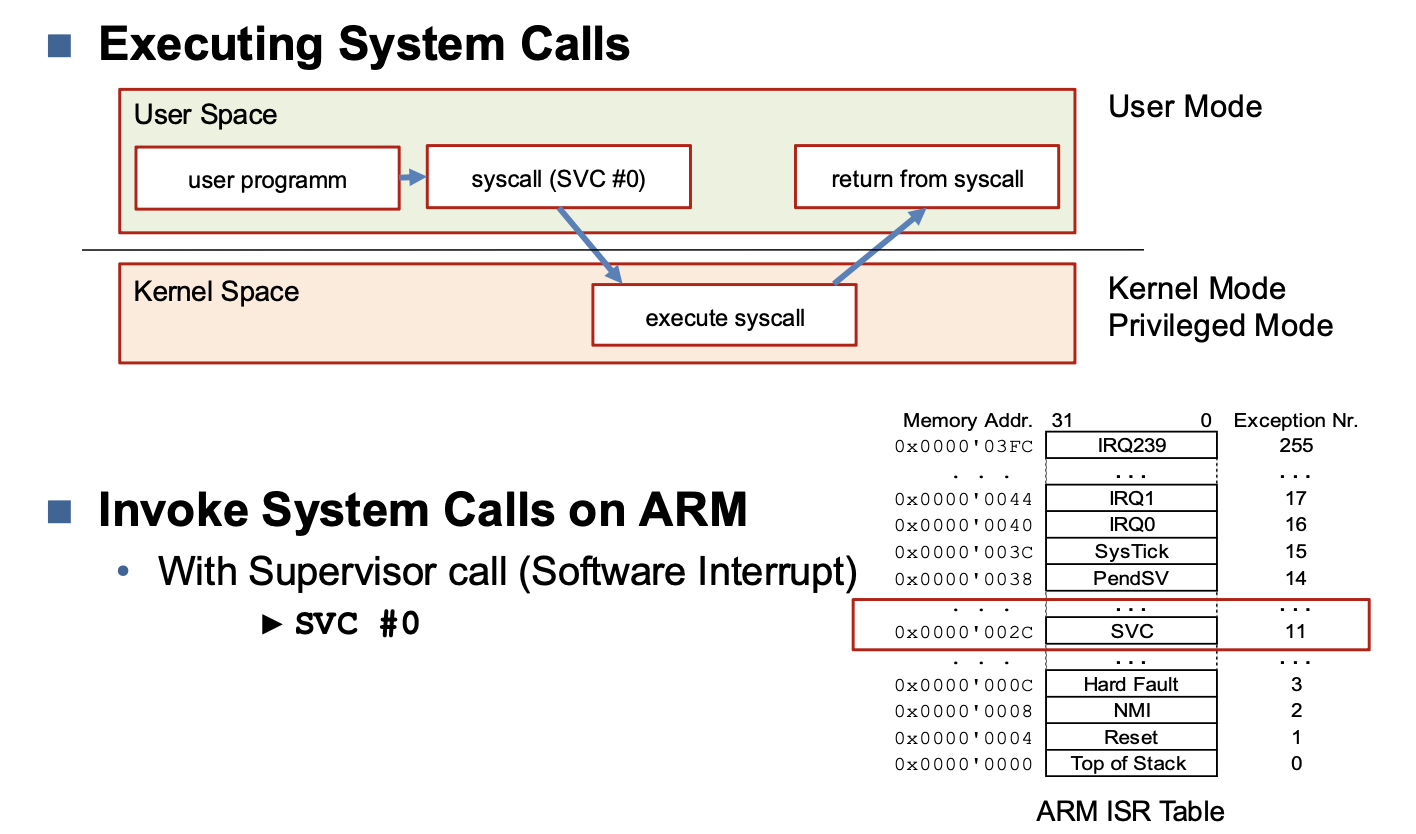 Executing System Calls
User Space
User Mode
user programm
syscall (SVC #0)
return from syscall
Kernel Space
Kernel Mode
Privileged Mode
execute syscall
Invoke System Calls on ARM
• With Supervisor call (Software Interrupt)
► SVC #0
Memory Addr. 31 0 Exception Nr.
0x0000'03FC IRQ239 255
. . . ... ...
0x0000'0044 IRQ1 17
0x0000'0040 IRQ0 16
0x0000'003C SysTick 15
0x0000'0038 PendSV 14
. . . ... ...
0x0000'002C SVC 11
. . . ... ...
0x0000'000C Hard Fault 3
0x0000'0008 NMI 2
0x0000'0004 Reset 1
0x0000'0000 Top of Stack 0
ARM ISR Table